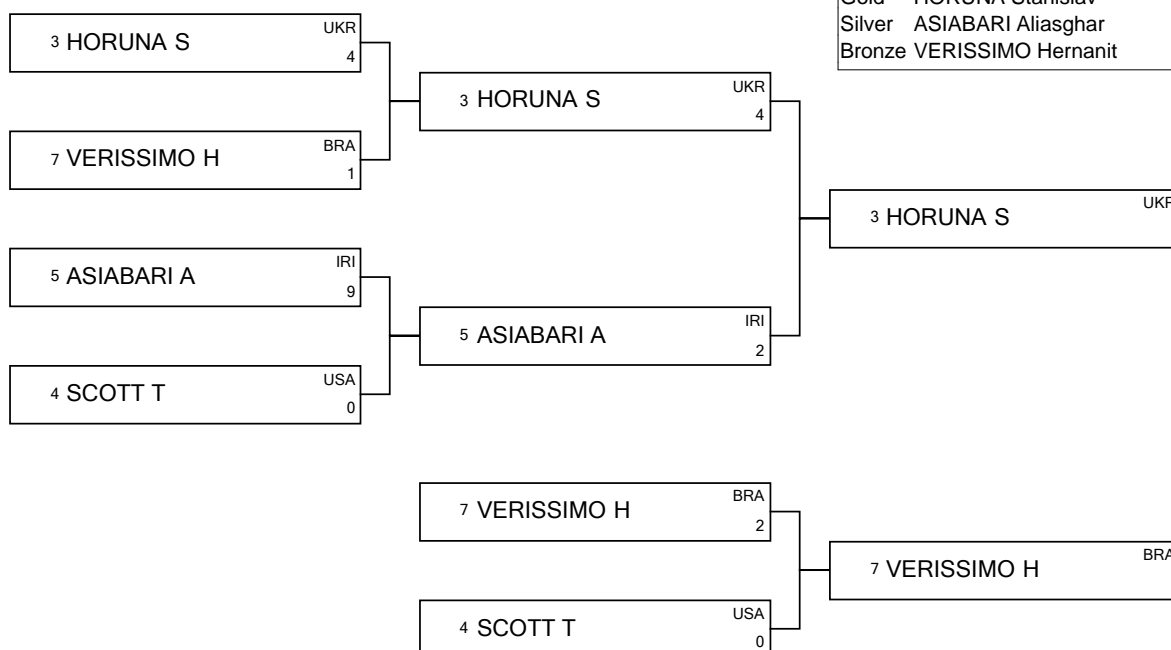 Gold HORUNA Stanislav
Silver ASIABARI Aliasghar
Bronze VERISSIMO Hernanit
3 HORUNA S UKR
4
7 VERISSIMO H BRA
1
5 ASIABARI A IRI
9
4 SCOTT T USA
0
3 HORUNA S UKR
4
5 ASIABARI A IRI
2
3 HORUNA S UKR
7 VERISSIMO H BRA
2
4 SCOTT T USA
0
7 VERISSIMO H BRA